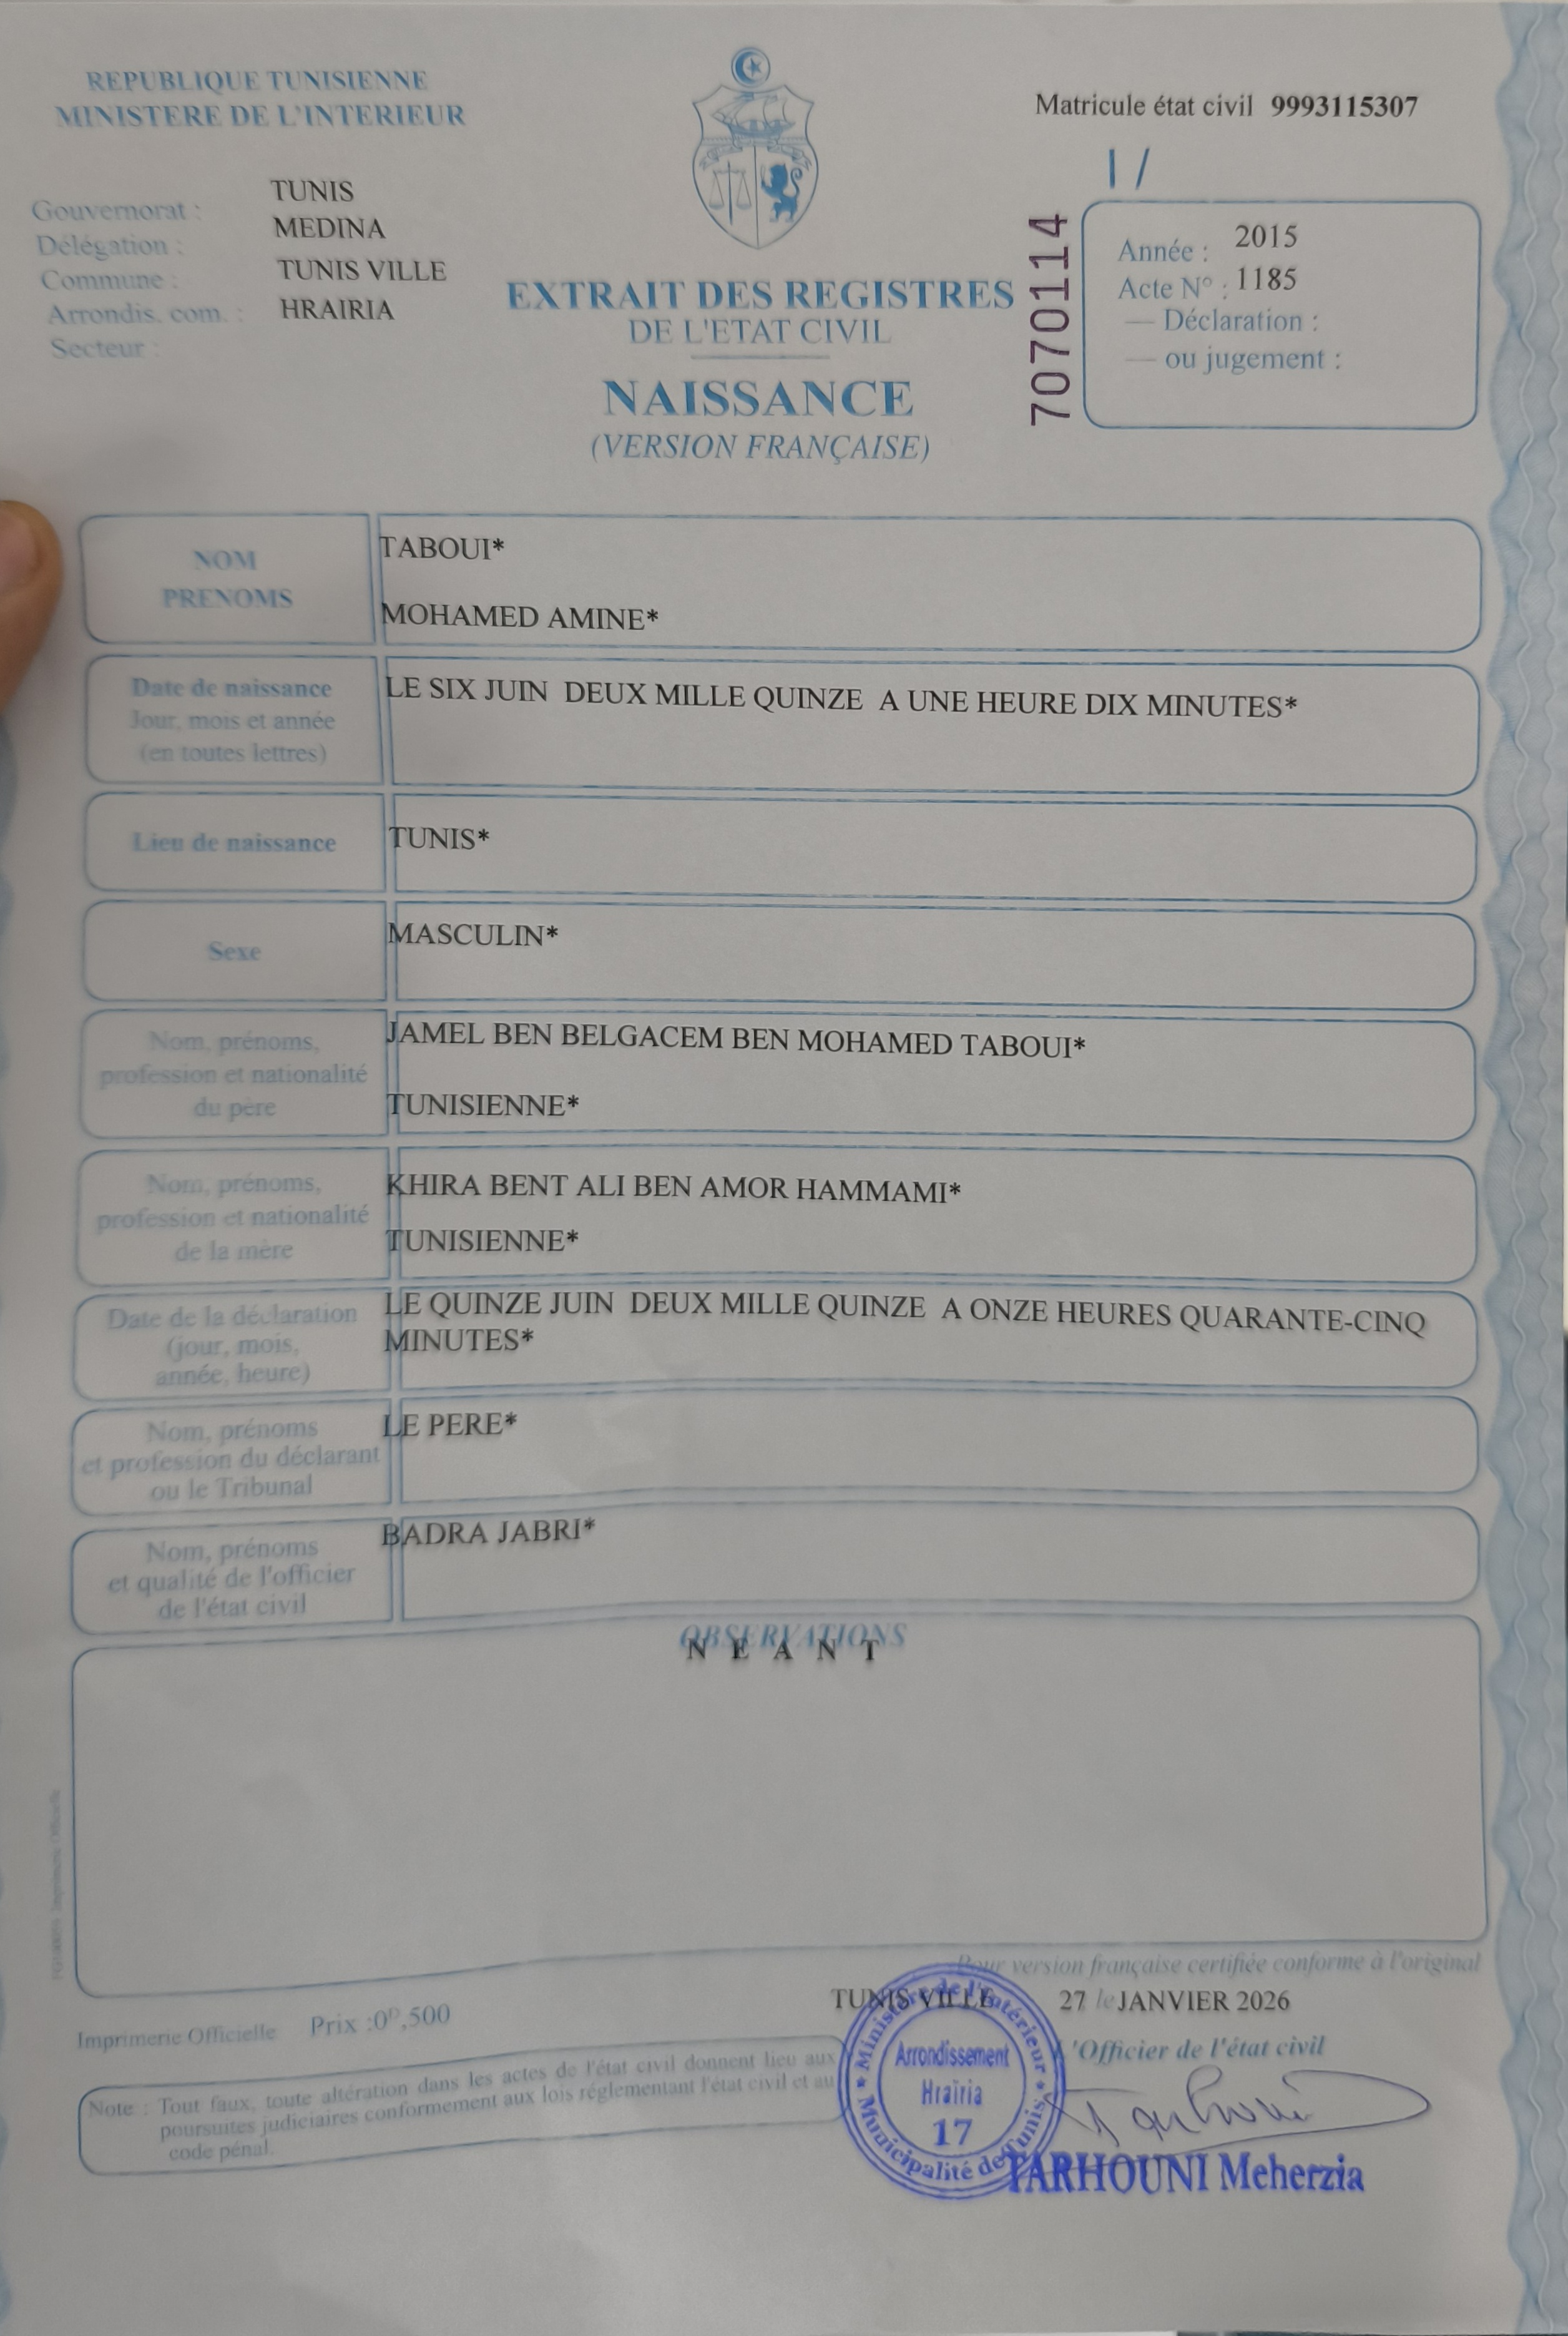 REPUBLIQUE TUNISIENNE
MINISTERE DE L'INTERIEUR
Gouvernorat : TUNIS
Délégation : MEDINA
Commune : TUNIS VILLE
Arrondis. com. : HRAIRIA
Secteur :
EXTRAIT DES REGISTRES
DE L'ETAT CIVIL
NAISSANCE
(VERSION FRANÇAISE)
Matricule état civil 9993115307
1/
7070114
Année : 2015
Acte N° : 1185
— Déclaration :
— ou jugement :
NOM
PRENOMS
TABOUI*
MOHAMED AMINE*
Date de naissance
Jour, mois et année
(en toutes lettres)
LE SIX JUIN DEUX MILLE QUINZE A UNE HEURE DIX MINUTES*
Lieu de naissance
TUNIS*
Sexe
MASCULIN*
Nom, prénoms,
profession et nationalité
du père
JAMEL BEN BELGACEM BEN MOHAMED TABOUI*
TUNISIENNE*
Nom, prénoms,
profession et nationalité
de la mère
KHIRA BENT ALI BEN AMOR HAMMAMI*
TUNISIENNE*
Date de la déclaration
(jour, mois,
année, heure)
LE QUINZE JUIN DEUX MILLE QUINZE A ONZE HEURES QUARANTE-CINQ
MINUTES*
Nom, prénoms
et profession du déclarant
ou le Tribunal
LE PERE*
Nom, prénoms
et qualité de l'officier
de l'état civil
BADRA JABRI*
OBSERVATIONS
N E A N T
Pour version française certifiée conforme à l'original
TUNIS VILLE 27 le JANVIER 2026
L'Officier de l'état civil
Imprimerie Officielle Prix :0ᴰ,500
Note : Tout faux, toute altération dans les actes de l'état civil donnent lieu aux
poursuites judiciaires conformement aux lois réglementant l'état civil et au
code pénal.
Ministère de l'Intérieur
Arrondissement
Hraïria
17
Municipalité de Tunis
Tarhouni
TARHOUNI Meherzia